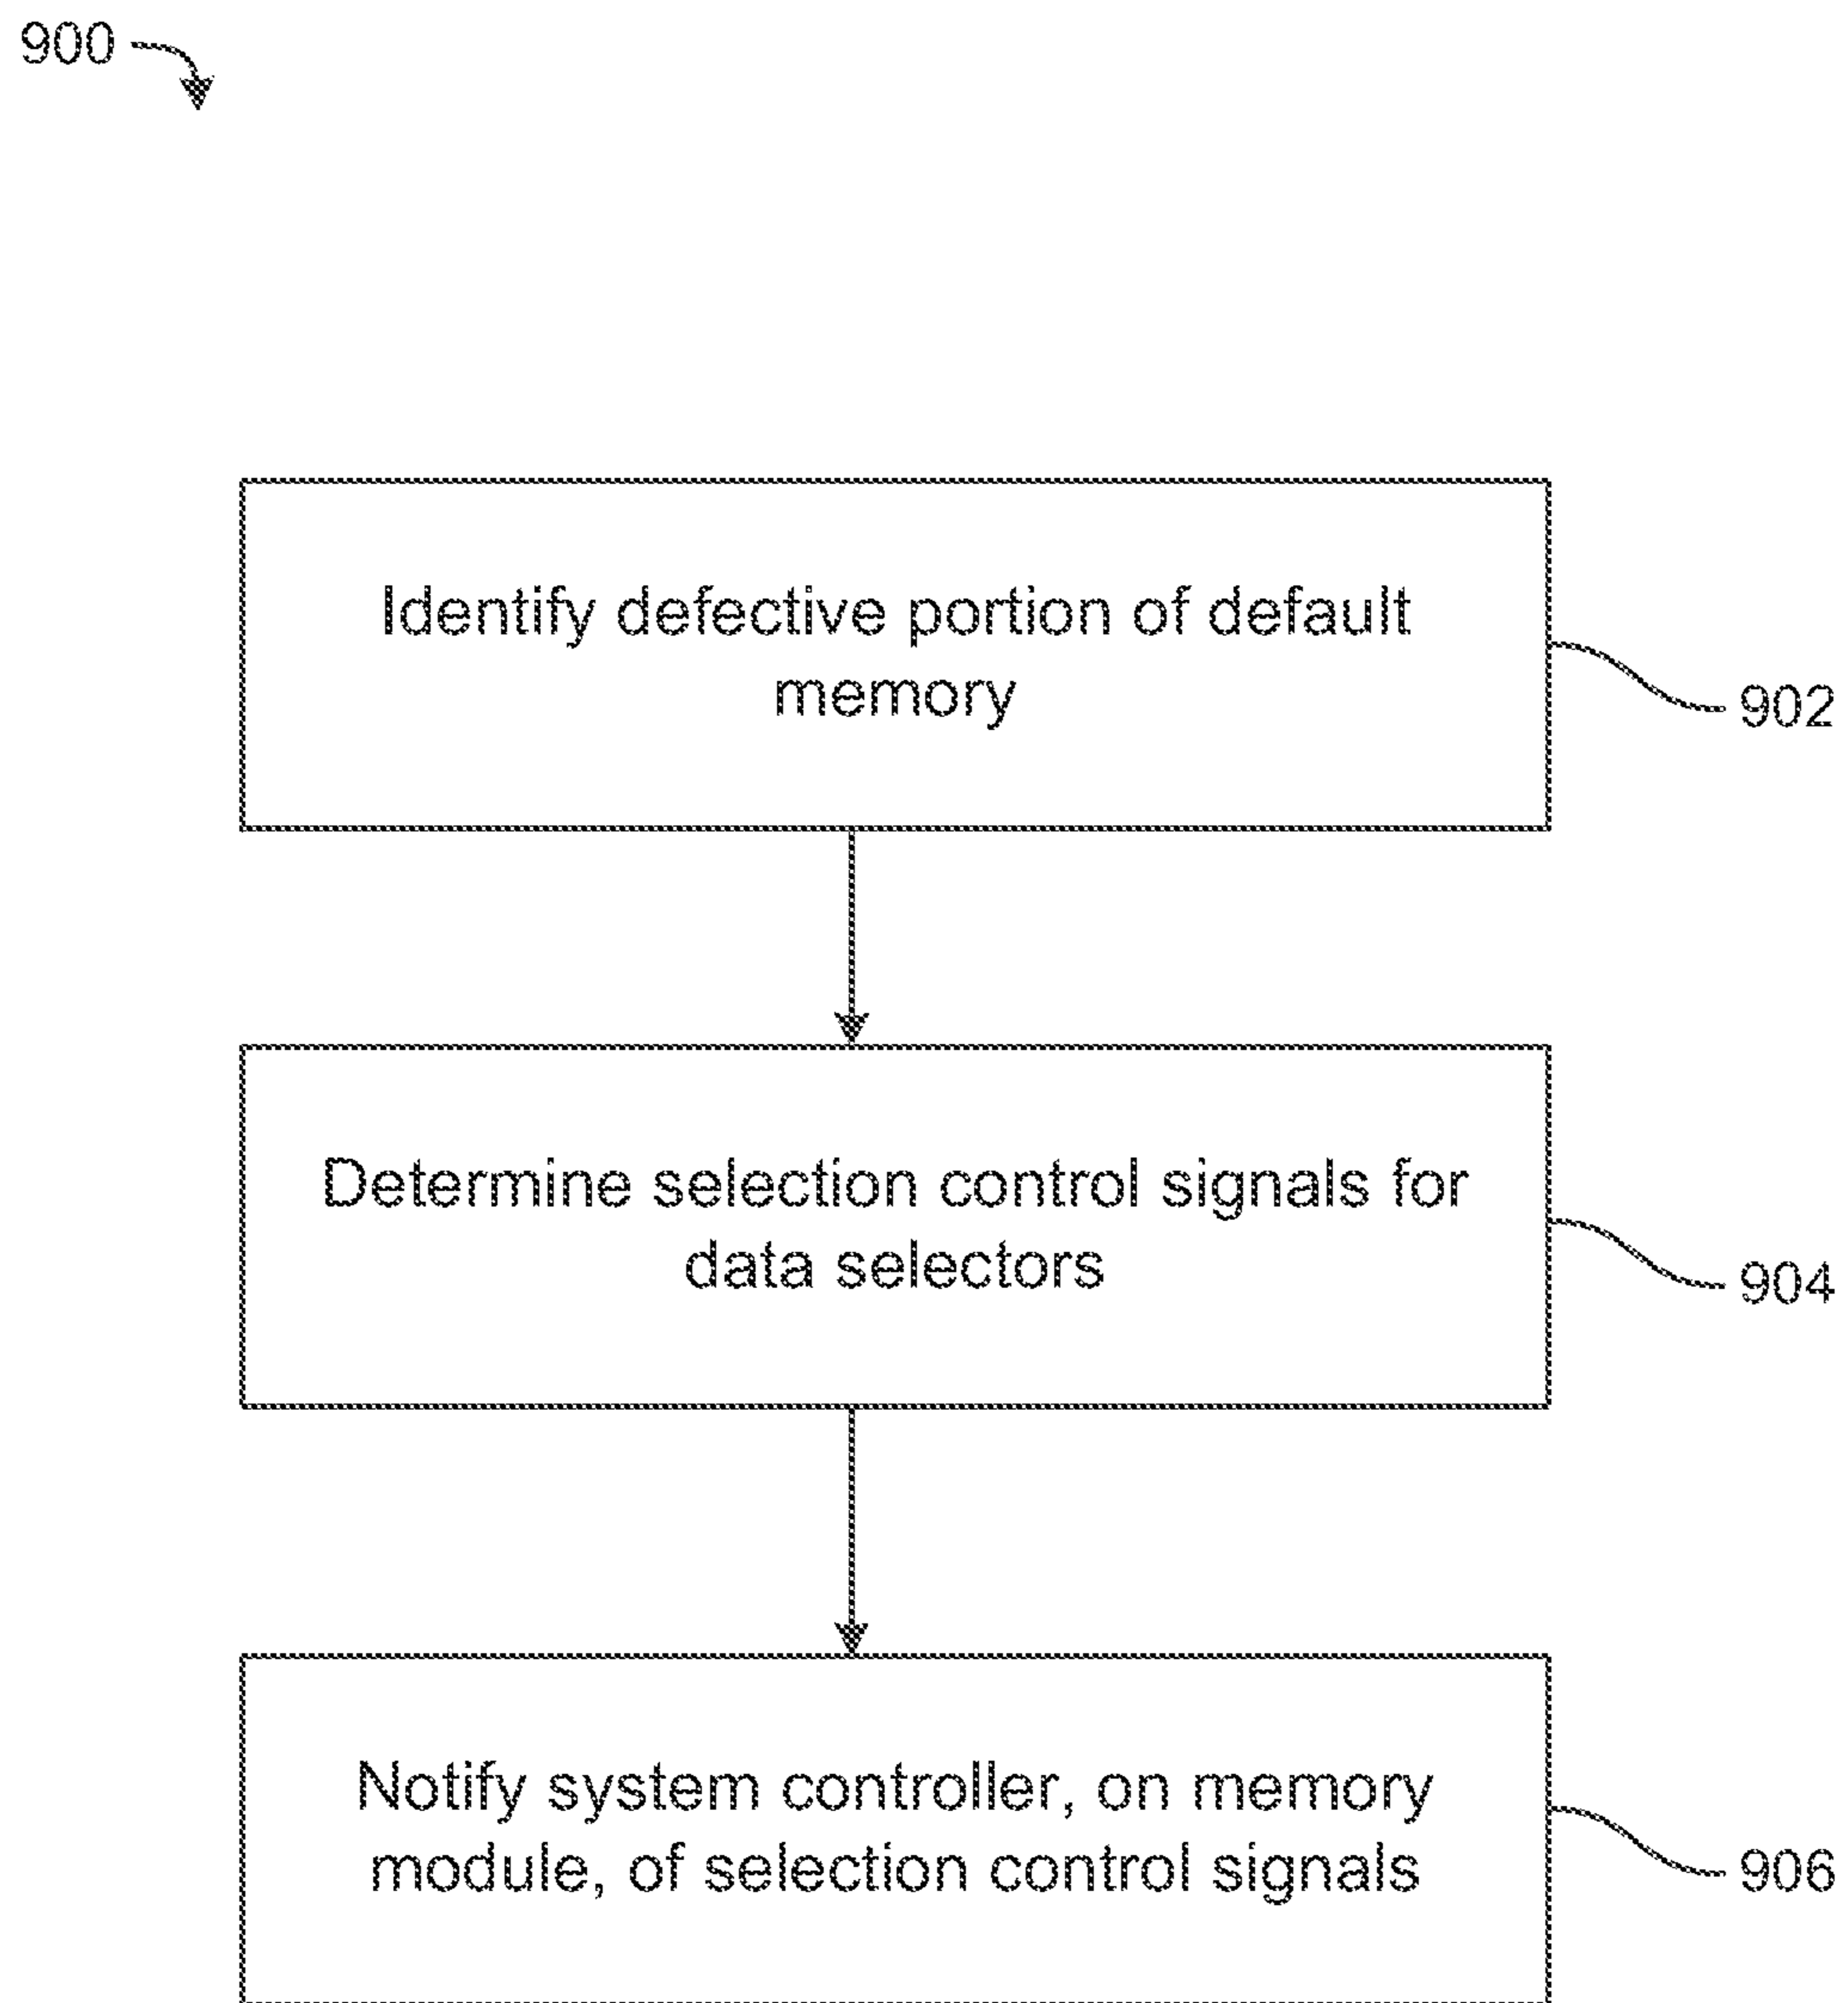 900
Identify defective portion of default
memory
902
Determine selection control signals for
data selectors
904
Notify system controller, on memory
module, of selection control signals
906